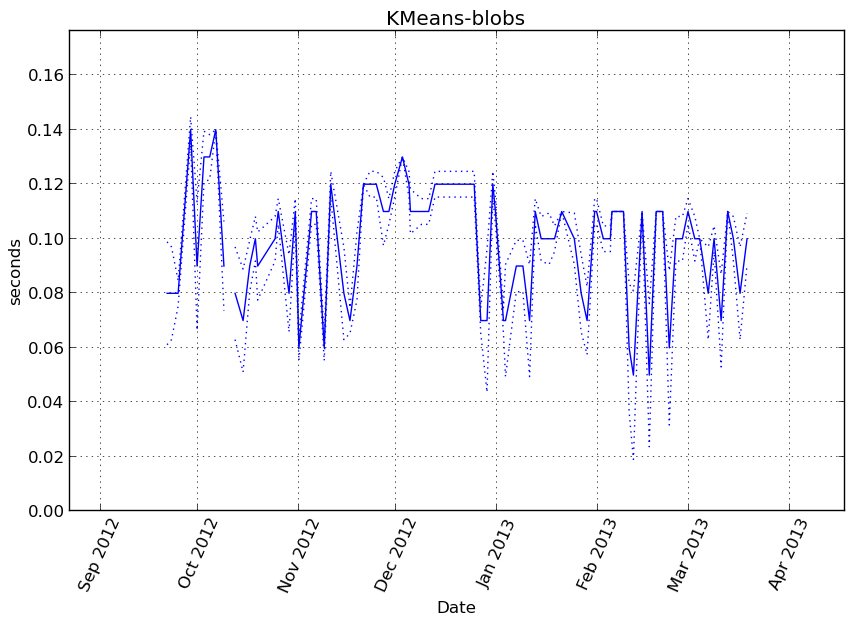 KMeans-blobs
0.16
0.14
0.12
0.10
0.08
0.06
0.04
0.02
0.00
seconds
Sep 2012
Oct 2012
Nov 2012
Dec 2012
Jan 2013
Feb 2013
Mar 2013
Apr 2013
Date